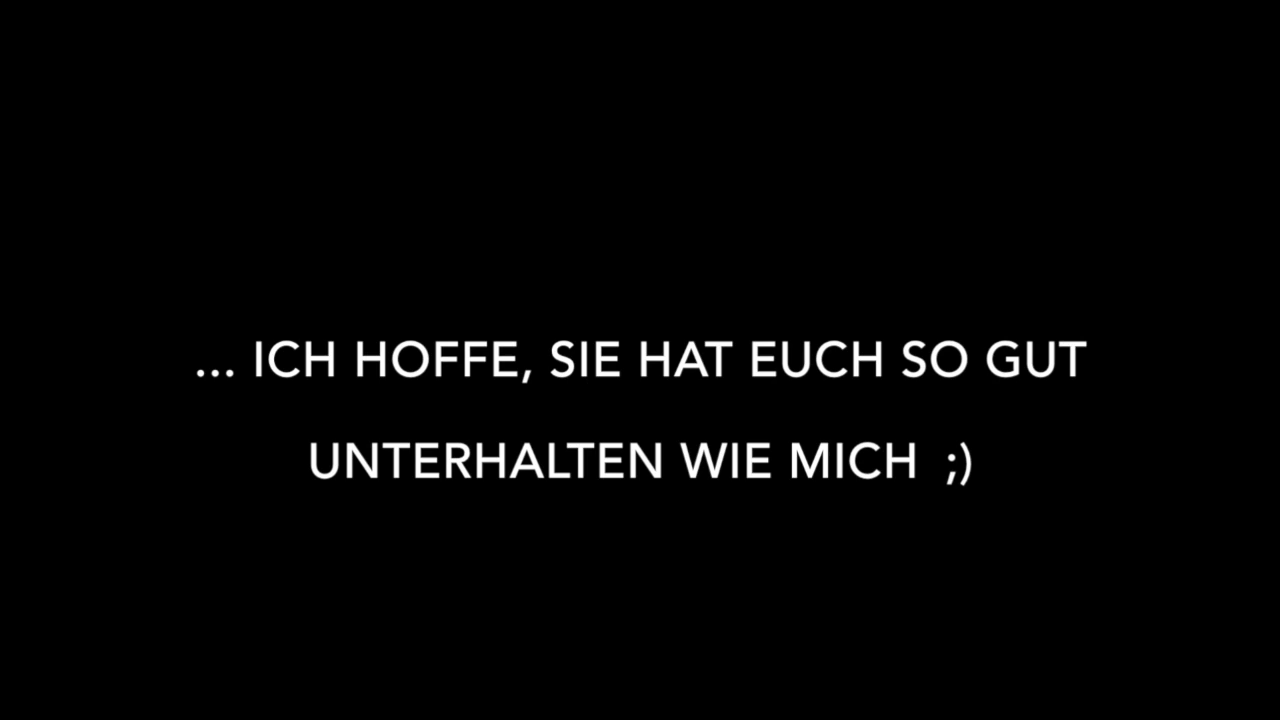 ... ICH HOFFE, SIE HAT EUCH SO GUT
UNTERHALTEN WIE MICH  ;)